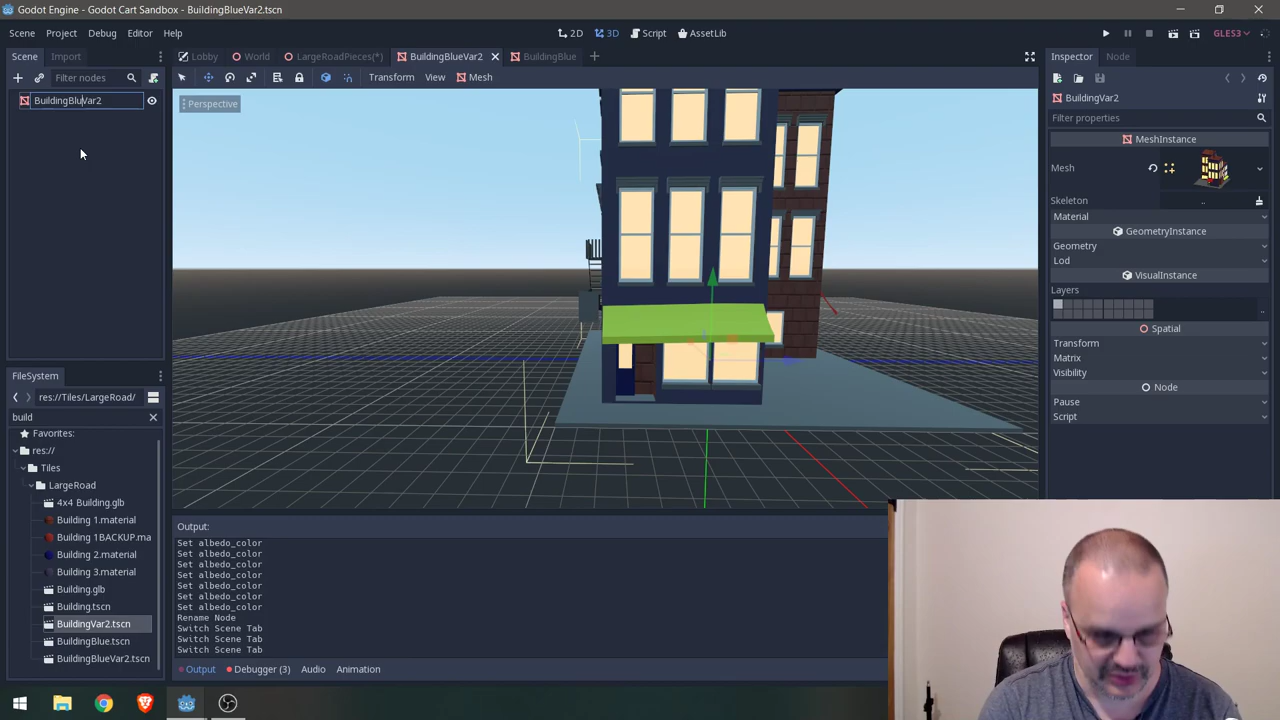 Godot Engine - Godot Cart Sandbox - BuildingBlueVar2.tscn
Scene Project Debug Editor Help
2D 3D Script AssetLib
GLES3
Scene Import
Lobby World LargeRoadPieces(*) BuildingBlueVar2 BuildingBlue
Inspector Node
Filter nodes
Transform View Mesh
BuildingBluVar2
Perspective
BuildingVar2
Filter properties
MeshInstance
Mesh
Skeleton ..
Material
GeometryInstance
Geometry
Lod
VisualInstance
Layers
..
Spatial
Transform
Matrix
Visibility
Node
Pause
Script
FileSystem
res://Tiles/LargeRoad/
build
Favorites:
res://
Tiles
LargeRoad
4x4 Building.glb
Building 1.material
Building 1BACKUP.ma
Building 2.material
Building 3.material
Building.glb
Building.tscn
BuildingVar2.tscn
BuildingBlue.tscn
BuildingBlueVar2.tscn
Output:
Set albedo_color
Set albedo_color
Set albedo_color
Set albedo_color
Set albedo_color
Set albedo_color
Set albedo_color
Rename Node
Switch Scene Tab
Switch Scene Tab
Switch Scene Tab
Output Debugger (3) Audio Animation